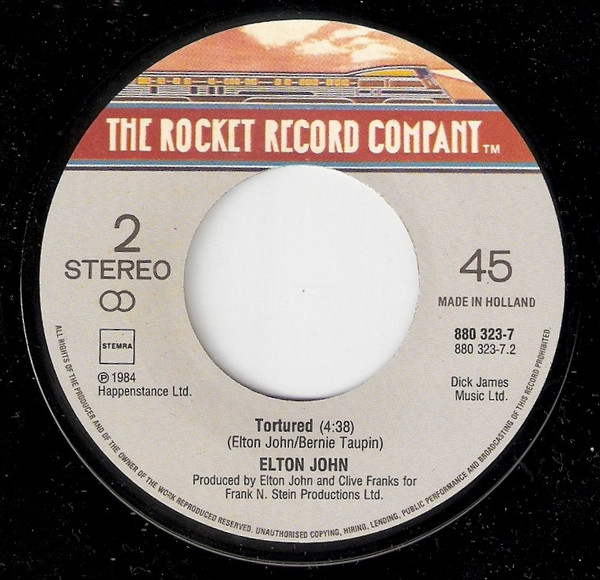 THE ROCKET RECORD COMPANY™
2
STEREO
45
MADE IN HOLLAND
STEMRA
880 323-7
880 323-7.2
℗ 1984
Happenstance Ltd.
Dick James
Music Ltd.
Tortured (4:38)
(Elton John/Bernie Taupin)
ELTON JOHN
Produced by Elton John and Clive Franks for
Frank N. Stein Productions Ltd.
ALL RIGHTS OF THE PRODUCER AND OF THE OWNER OF THE WORK REPRODUCED RESERVED. UNAUTHORISED COPYING, HIRING, LENDING, PUBLIC PERFORMANCE AND BROADCASTING OF THIS RECORD PROHIBITED.